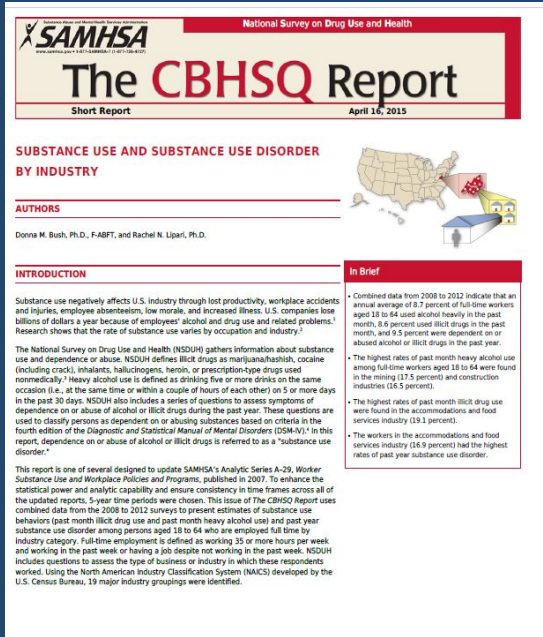 Substance Abuse and Mental Health Services Administration
SAMHSA
www.samhsa.gov • 1-877-SAMHSA-7 (1-877-726-4727)
National Survey on Drug Use and Health
The CBHSQ Report
Short Report
April 16, 2015
SUBSTANCE USE AND SUBSTANCE USE DISORDER
BY INDUSTRY
AUTHORS
Donna M. Bush, Ph.D., F-ABFT, and Rachel N. Lipari, Ph.D.
INTRODUCTION
Substance use negatively affects U.S. industry through lost productivity, workplace accidents
and injuries, employee absenteeism, low morale, and increased illness. U.S. companies lose
billions of dollars a year because of employees' alcohol and drug use and related problems.1
Research shows that the rate of substance use varies by occupation and industry.2
The National Survey on Drug Use and Health (NSDUH) gathers information about substance
use and dependence or abuse. NSDUH defines illicit drugs as marijuana/hashish, cocaine
(including crack), inhalants, hallucinogens, heroin, or prescription-type drugs used
nonmedically.3 Heavy alcohol use is defined as drinking five or more drinks on the same
occasion (i.e., at the same time or within a couple of hours of each other) on 5 or more days
in the past 30 days. NSDUH also includes a series of questions to assess symptoms of
dependence on or abuse of alcohol or illicit drugs during the past year. These questions are
used to classify persons as dependent on or abusing substances based on criteria in the
fourth edition of the Diagnostic and Statistical Manual of Mental Disorders (DSM-IV).4 In this
report, dependence on or abuse of alcohol or illicit drugs is referred to as a "substance use
disorder."
This report is one of several designed to update SAMHSA's Analytic Series A-29, Worker
Substance Use and Workplace Policies and Programs, published in 2007. To enhance the
statistical power and analytic capability and ensure consistency in time frames across all of
the updated reports, 5-year time periods were chosen. This issue of The CBHSQ Report uses
combined data from the 2008 to 2012 surveys to present estimates of substance use
behaviors (past month illicit drug use and past month heavy alcohol use) and past year
substance use disorder among persons aged 18 to 64 who are employed full time by
industry category. Full-time employment is defined as working 35 or more hours per week
and working in the past week or having a job despite not working in the past week. NSDUH
includes questions to assess the type of business or industry in which these respondents
worked. Using the North American Industry Classification System (NAICS) developed by the
U.S. Census Bureau, 19 major industry groupings were identified.
In Brief
• Combined data from 2008 to 2012 indicate that an
annual average of 8.7 percent of full-time workers
aged 18 to 64 used alcohol heavily in the past
month, 8.6 percent used illicit drugs in the past
month, and 9.5 percent were dependent on or
abused alcohol or illicit drugs in the past year.
• The highest rates of past month heavy alcohol use
among full-time workers aged 18 to 64 were found
in the mining (17.5 percent) and construction
industries (16.5 percent).
• The highest rates of past month illicit drug use
were found in the accommodations and food
services industry (19.1 percent).
• The workers in the accommodations and food
services industry (16.9 percent) had the highest
rates of past year substance use disorder.